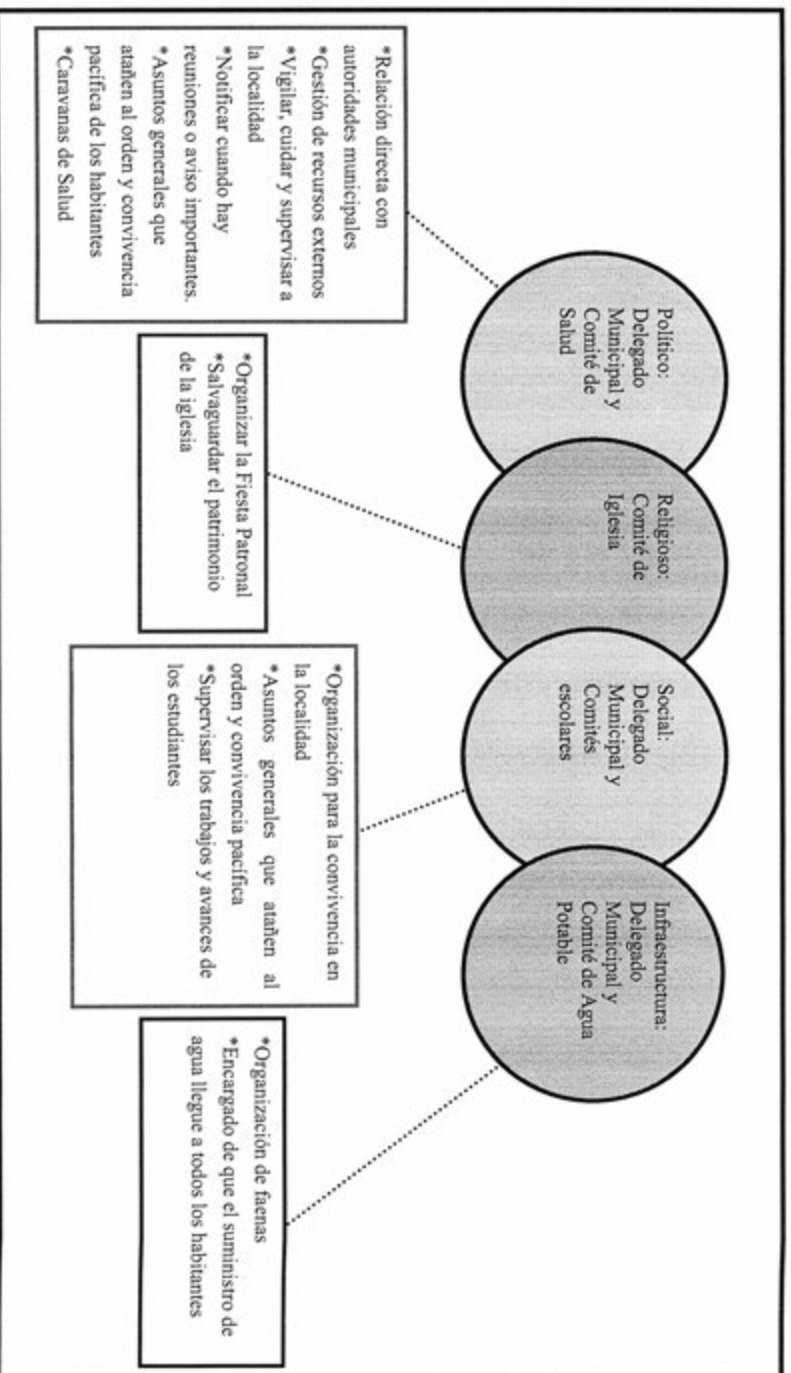 Político:
Delegado
Municipal y
Comité de
Salud
Religioso:
Comité de
Iglesia
Social:
Delegado
Municipal y
Comités
escolares
Infraestructura:
Delegado
Municipal y
Comité de Agua
Potable
*Relación directa con
autoridades municipales
*Gestión de recursos externos
*Vigilar, cuidar y supervisar a
la localidad
*Notificar cuando hay
reuniones o aviso importantes.
*Asuntos generales que
atañen al orden y convivencia
pacífica de los habitantes
*Caravanas de Salud
*Organizar la Fiesta Patronal
*Salvaguardar el patrimonio
de la iglesia
*Organización para la convivencia en
la localidad
*Asuntos generales que atañen al
orden y convivencia pacífica
*Supervisar los trabajos y avances de
los estudiantes
*Organización de faenas
*Encargado de que el suministro de
agua llegue a todos los habitantes